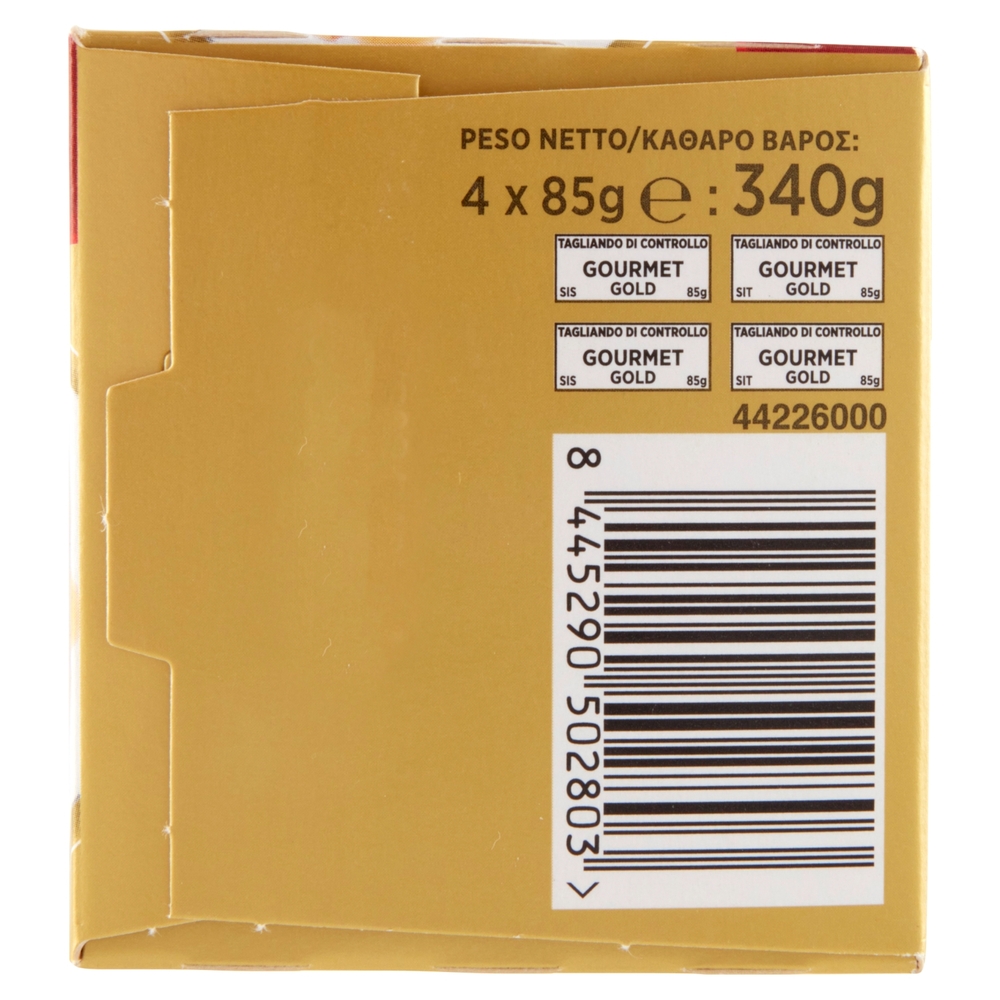 PESO NETTO/ΚΑΘΑΡΟ ΒΑΡΟΣ:
4 x 85g ℮ : 340g
TAGLIANDO DI CONTROLLO
GOURMET
GOLD
SIS 85g
TAGLIANDO DI CONTROLLO
GOURMET
GOLD
SIT 85g
TAGLIANDO DI CONTROLLO
GOURMET
GOLD
SIS 85g
TAGLIANDO DI CONTROLLO
GOURMET
GOLD
SIT 85g
44226000
8 445290 502803 >